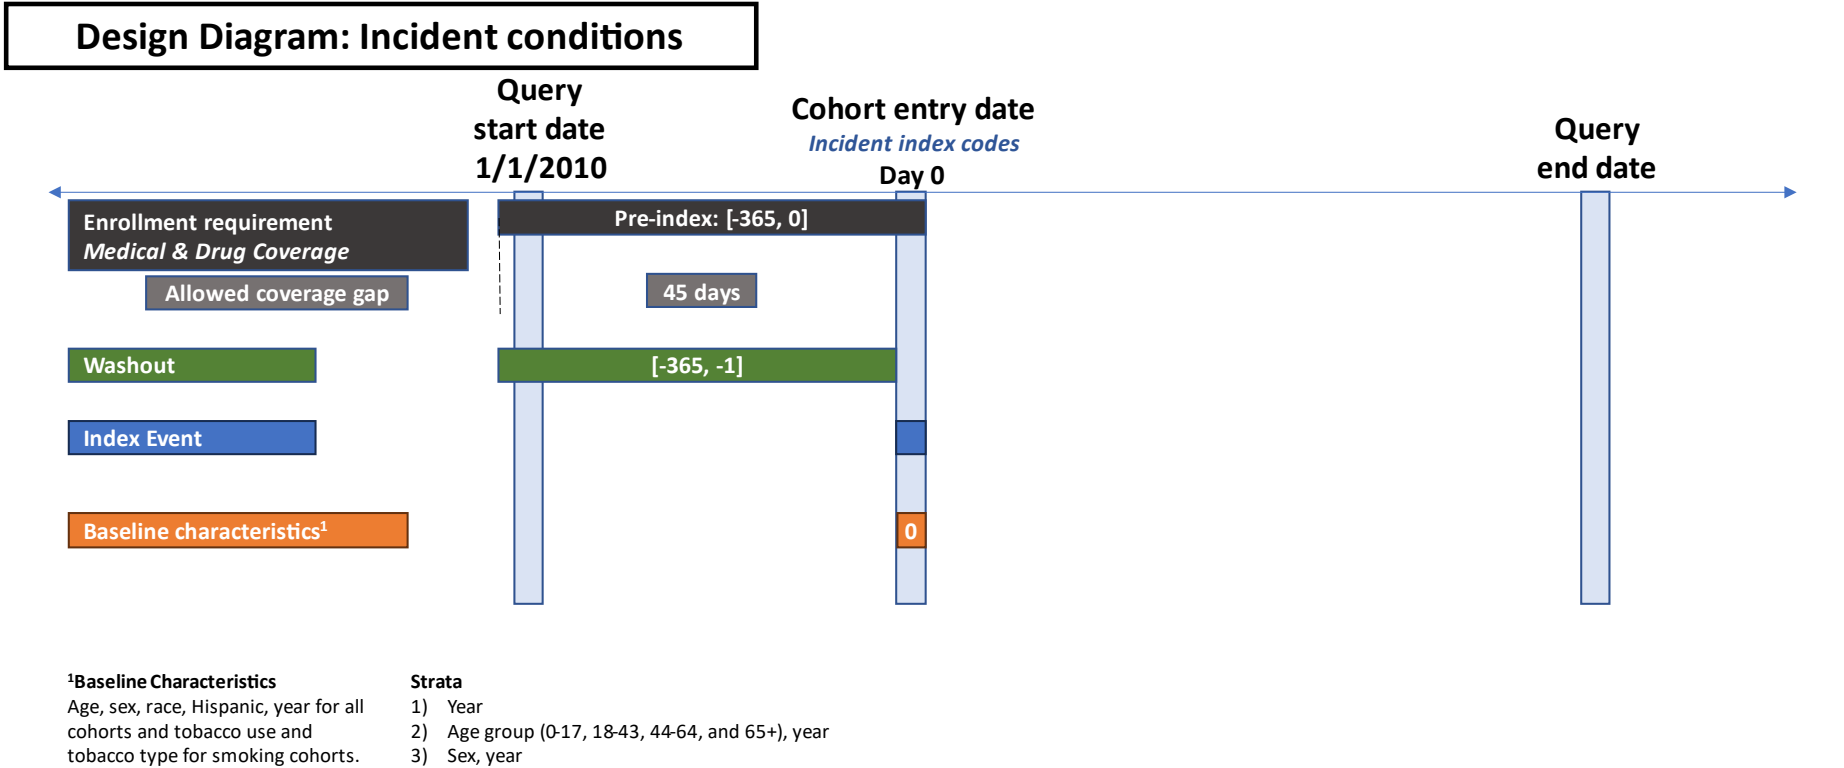 Design Diagram: Incident conditions
Query
start date
1/1/2010
Cohort entry date
Incident index codes
Day 0
Query
end date
Enrollment requirement
Medical & Drug Coverage
Pre-index: [-365, 0]
Allowed coverage gap
45 days
Washout
[-365, -1]
Index Event
Baseline characteristics¹
0
¹Baseline Characteristics
Age, sex, race, Hispanic, year for all
cohorts and tobacco use and
tobacco type for smoking cohorts.
Strata
1) Year
2) Age group (0-17, 18-43, 44-64, and 65+), year
3) Sex, year